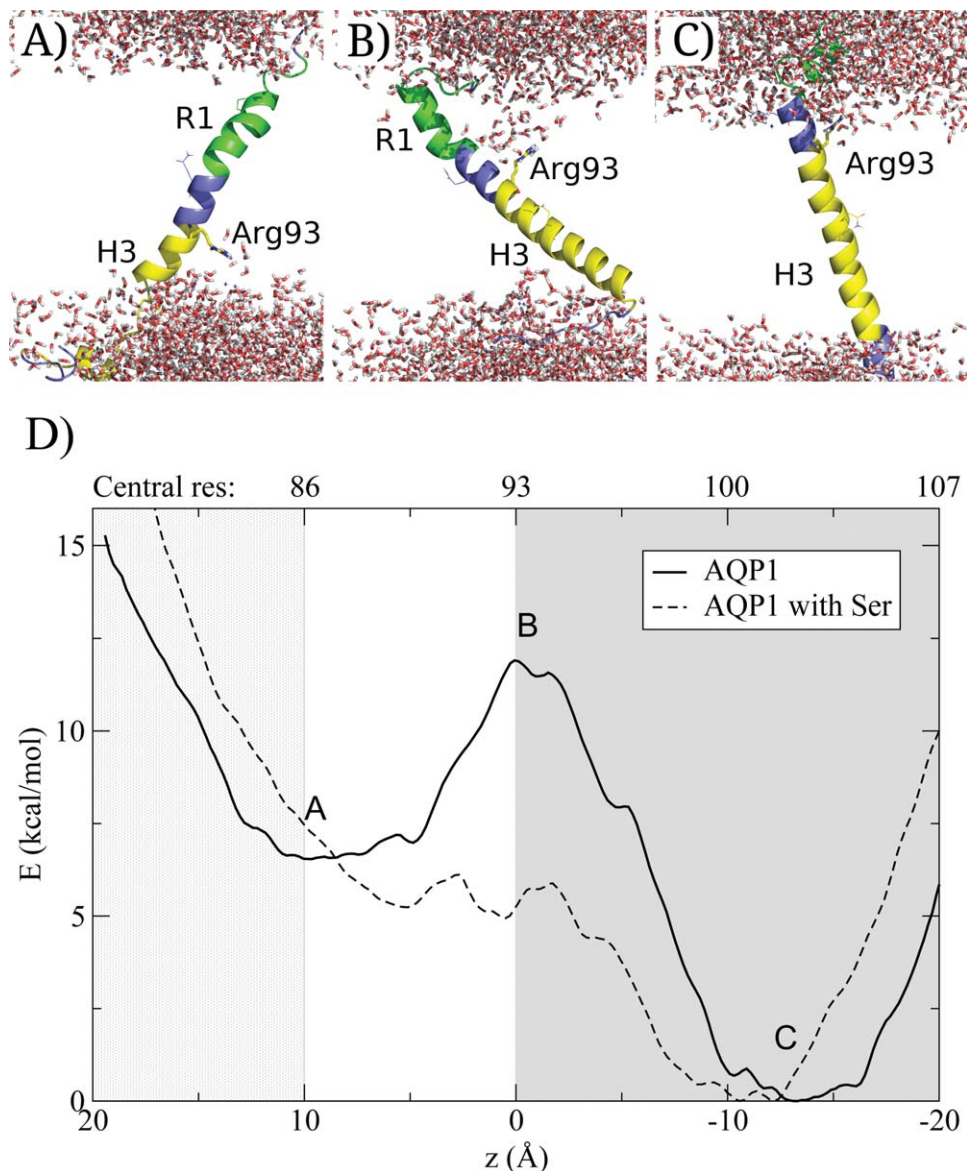 A) B) C)
R1 R1 Arg93 Arg93
Arg93
H3 H3 H3
D)
Central res: 86 93 100 107
15
AQP1
AQP1 with Ser
B
10
A
E (kcal/mol)
5
C
0
20 10 0 -10 -20
z (Å)